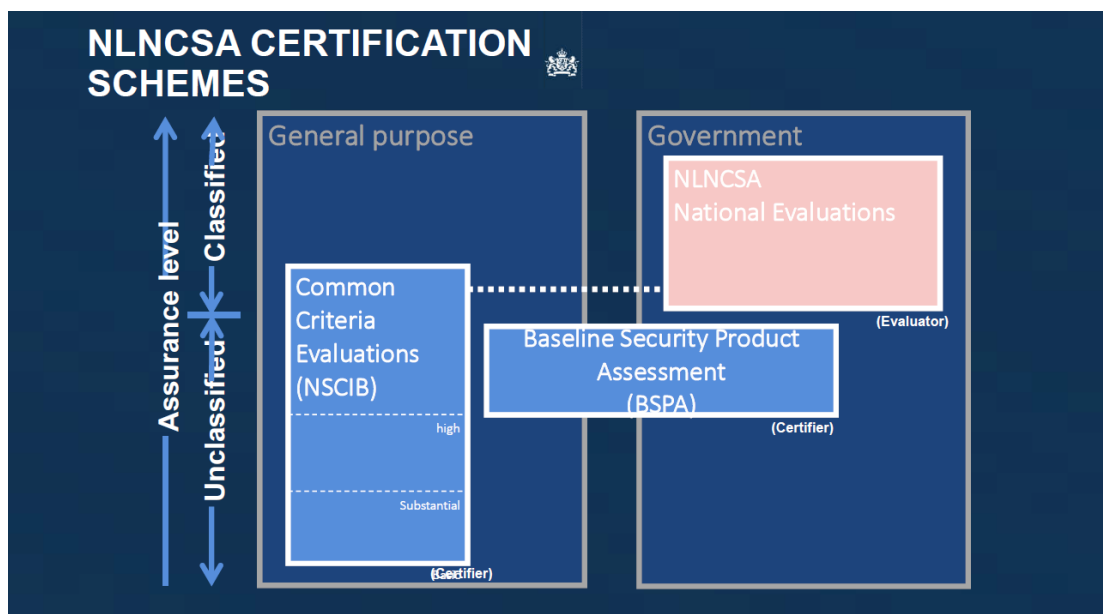 NLNCSA CERTIFICATION
SCHEMES
Assurance level
Classified
Unclassified
General purpose
Common
Criteria
Evaluations
(NSCIB)
high
Substantial
(Certifier)
Government
NLNCSA
National Evaluations
(Evaluator)
Baseline Security Product
Assessment
(BSPA)
(Certifier)